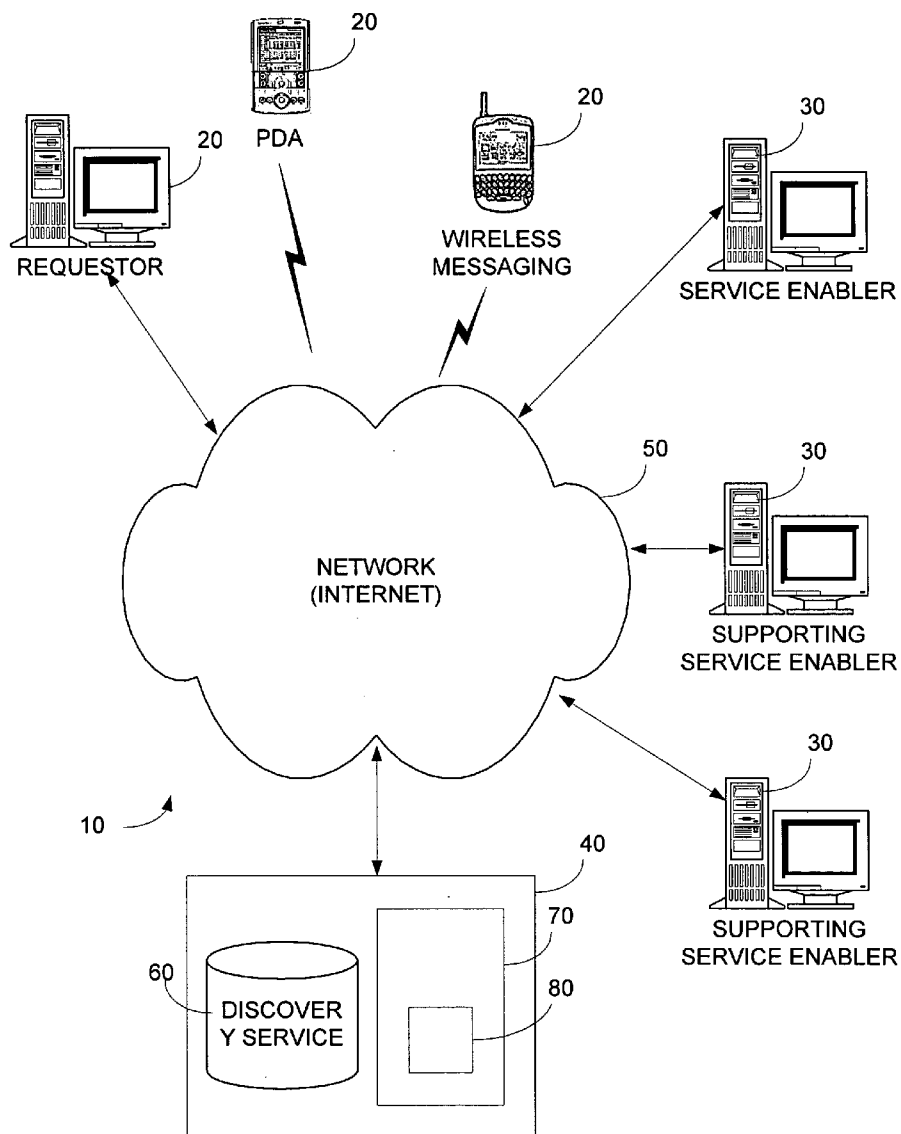 20
PDA
20
REQUESTOR
20
WIRELESS
MESSAGING
30
SERVICE ENABLER
50
NETWORK
(INTERNET)
30
SUPPORTING
SERVICE ENABLER
30
SUPPORTING
SERVICE ENABLER
10
40
70
60
DISCOVER
Y SERVICE
80